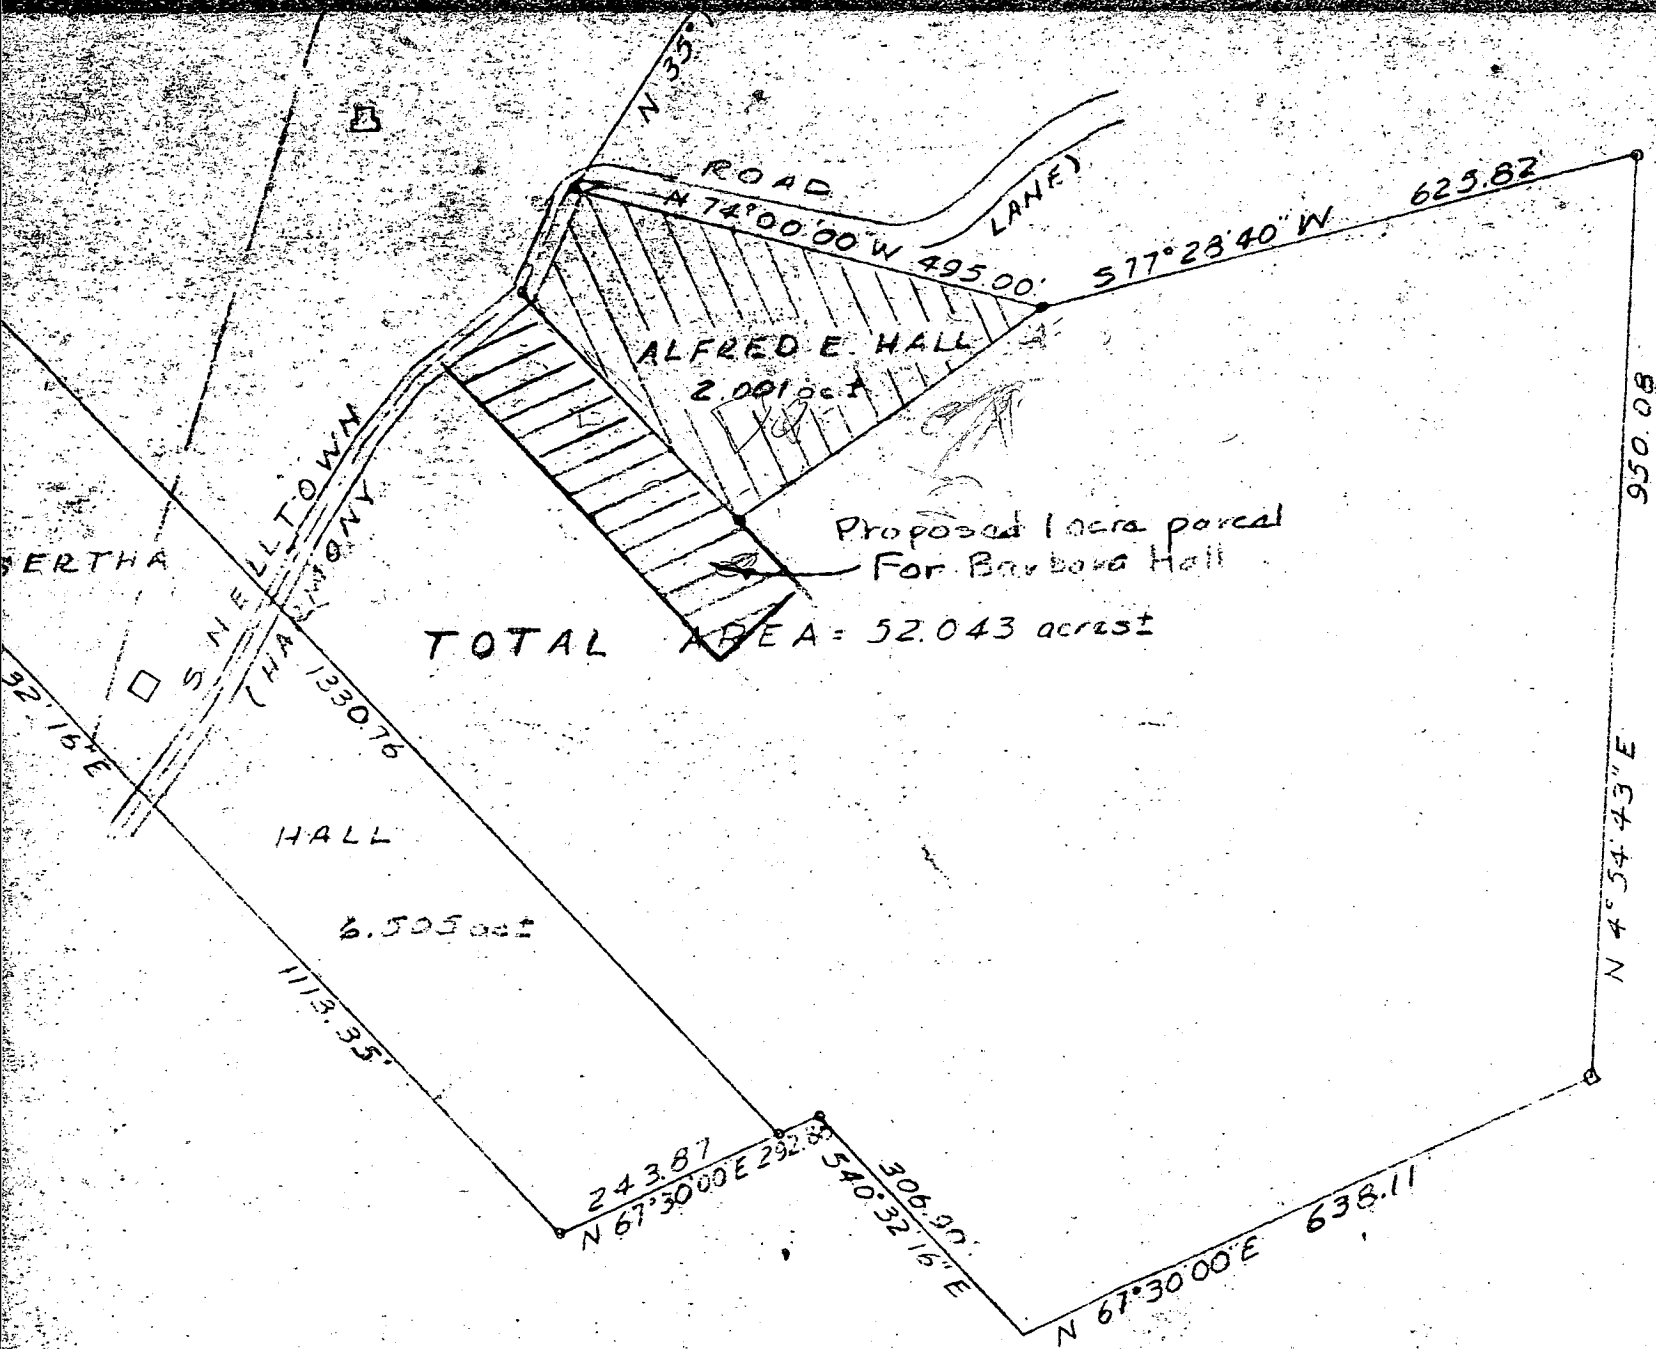 N 35°
ROAD
N 74°00'00" W 495.00'
LANE)
S 77°28'40" W
625.82'
ALFRED E. HALL
2.001 ac ±
A
950.08
N 4°54'43" E
Proposed 1 acre parcel
For Barbara Hall
TOTAL AREA = 52.043 acres ±
SNELLTOWN
(HARMONY
BERTHA
32'16" E
1330.76
HALL
6.505 ac ±
1113.35'
243.87
N 67°30'00" E 292.85
306.90'
S40°32'16" E
638.11
N 67°30'00" E